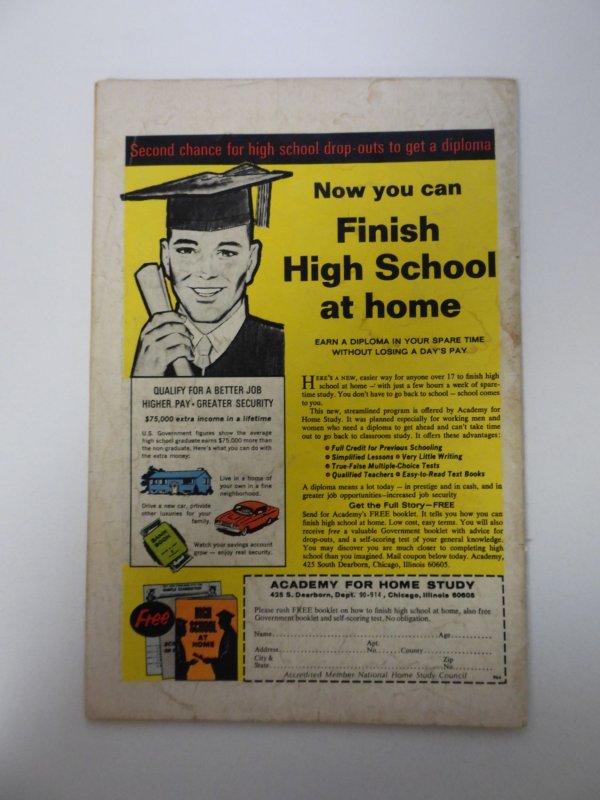 Second chance for high school drop-outs to get a diploma
Now you can
Finish
High School
at home
EARN A DIPLOMA IN YOUR SPARE TIME
WITHOUT LOSING A DAY'S PAY
QUALIFY FOR A BETTER JOB
HIGHER PAY • GREATER SECURITY
$75,000 extra income in a lifetime
U.S. Government figures show the average
high school graduate earns $75,000 more than
the non-graduate. Here's what you can do with
the extra money:
Live in a home of
your own in a fine
neighborhood.
Drive a new car, provide
other luxuries for your
family.
BANK
BOOK
Watch your savings account
grow — enjoy real security.
HERE'S A NEW, easier way for anyone over 17 to finish high
school at home — with just a few hours a week of spare-
time study. You don't have to go back to school — school comes
to you.
This new, streamlined program is offered by Academy for
Home Study. It was planned especially for working men and
women who need a diploma to get ahead and can't take time
out to go back to classroom study. It offers these advantages:
• Full Credit for Previous Schooling
• Simplified Lessons • Very Little Writing
• True-False Multiple-Choice Tests
• Qualified Teachers • Easy-to-Read Text Books
A diploma means a lot today — in prestige and in cash, and in
greater job opportunities—increased job security
Get the Full Story—FREE
Send for Academy's FREE booklet. It tells you how you can
finish high school at home. Low cost, easy terms. You will also
receive free a valuable Government booklet with advice for
drop-outs, and a self-scoring test of your general knowledge.
You may discover you are much closer to completing high
school than you imagined. Mail coupon below today. Academy,
425 South Dearborn, Chicago, Illinois 60605.
Free
SAMPLE EXAMINATION
HIGH
SCHOOL
AT
HOME
ACADEMY FOR HOME STUDY
425 S. Dearborn, Dept. 90-914, Chicago, Illinois 60605
Please rush FREE booklet on how to finish high school at home, also free
Government booklet and self-scoring test. No obligation.
Name Age
Address Apt. No. County
City & State Zip No.
Accredited Member National Home Study Council